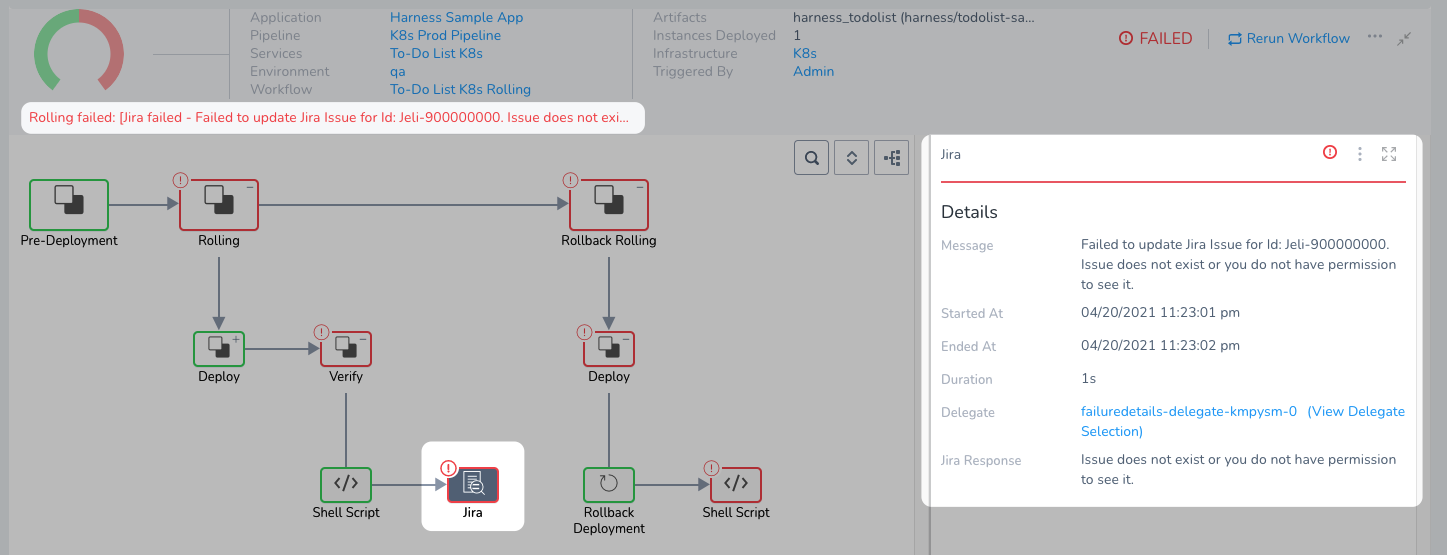 Application Harness Sample App
Pipeline K8s Prod Pipeline
Services To-Do List K8s
Environment qa
Workflow To-Do List K8s Rolling
Artifacts harness_todolist (harness/todolist-sa...
Instances Deployed 1
Infrastructure K8s
Triggered By Admin
FAILED
Rerun Workflow
Rolling failed: [Jira failed - Failed to update Jira Issue for Id: Jeli-900000000. Issue does not exi...
Pre-Deployment
Rolling
Rollback Rolling
Deploy
Verify
Deploy
Shell Script
Jira
Rollback
Deployment
Shell Script
Jira
Details
Message Failed to update Jira Issue for Id: Jeli-900000000.
Issue does not exist or you do not have permission
to see it.
Started At 04/20/2021 11:23:01 pm
Ended At 04/20/2021 11:23:02 pm
Duration 1s
Delegate failuredetails-delegate-kmpysm-0 (View Delegate
Selection)
Jira Response Issue does not exist or you do not have permission
to see it.